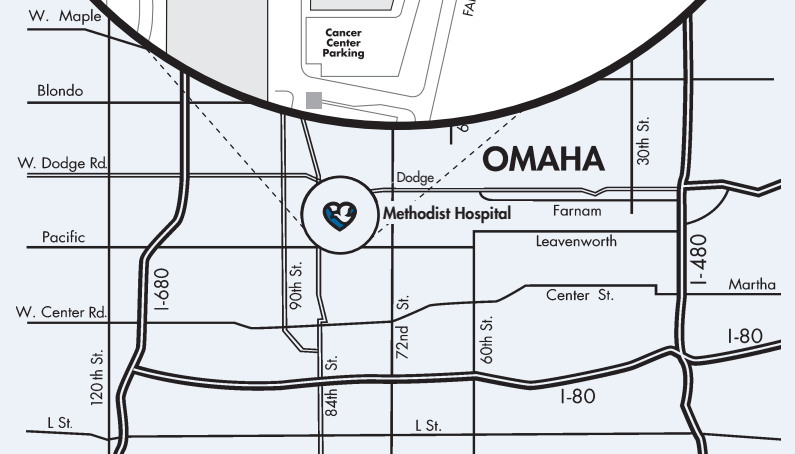 W. Maple
Cancer
Center
Parking
Blondo
30th St.
OMAHA
W. Dodge Rd.
Dodge
Methodist Hospital
Farnam
Pacific
Leavenworth
I-480
I-680
90th St.
Martha
Center St.
W. Center Rd.
72nd St.
60th St.
I-80
120th St.
84th St.
I-80
L St.
L St.